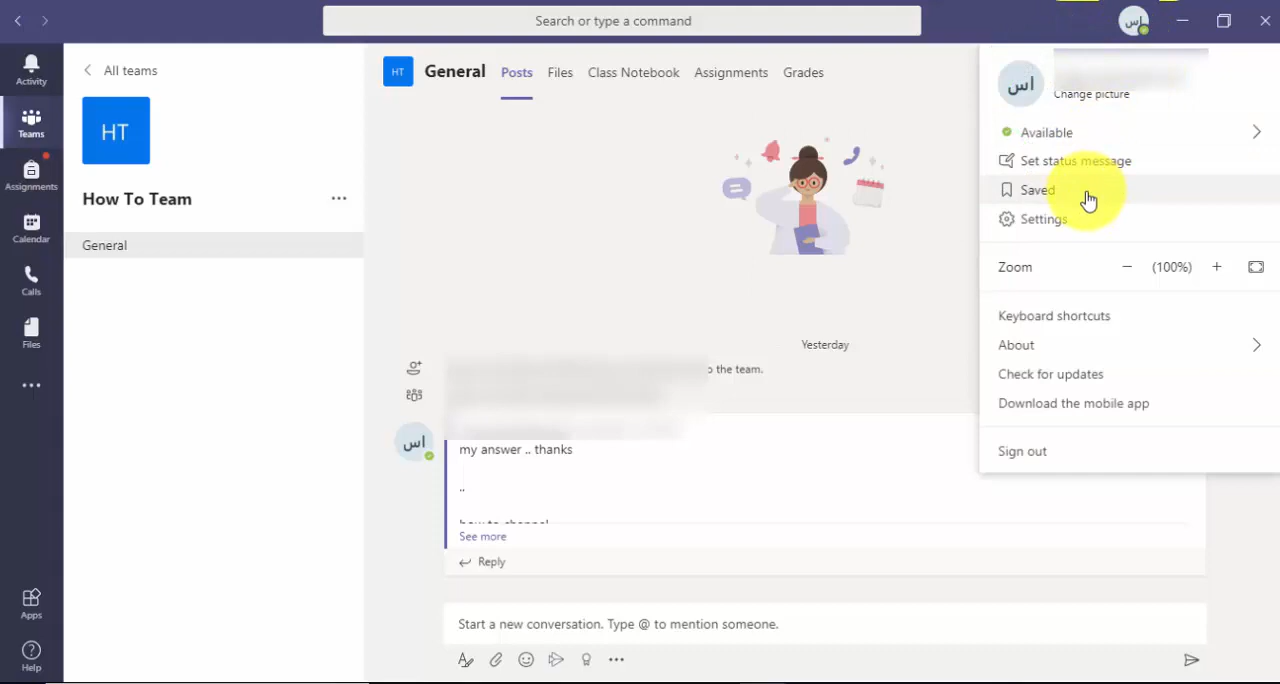 Search or type a command
اس
Activity
Teams
Assignments
Calendar
Calls
Files
Apps
Help
All teams
HT
How To Team
General
HT
General
Posts
Files
Class Notebook
Assignments
Grades
Yesterday
o the team.
اس
my answer .. thanks
..
how to channel
See more
Reply
Start a new conversation. Type @ to mention someone.
اس
Change picture
Available
Set status message
Saved
Settings
Zoom
(100%)
Keyboard shortcuts
About
Check for updates
Download the mobile app
Sign out